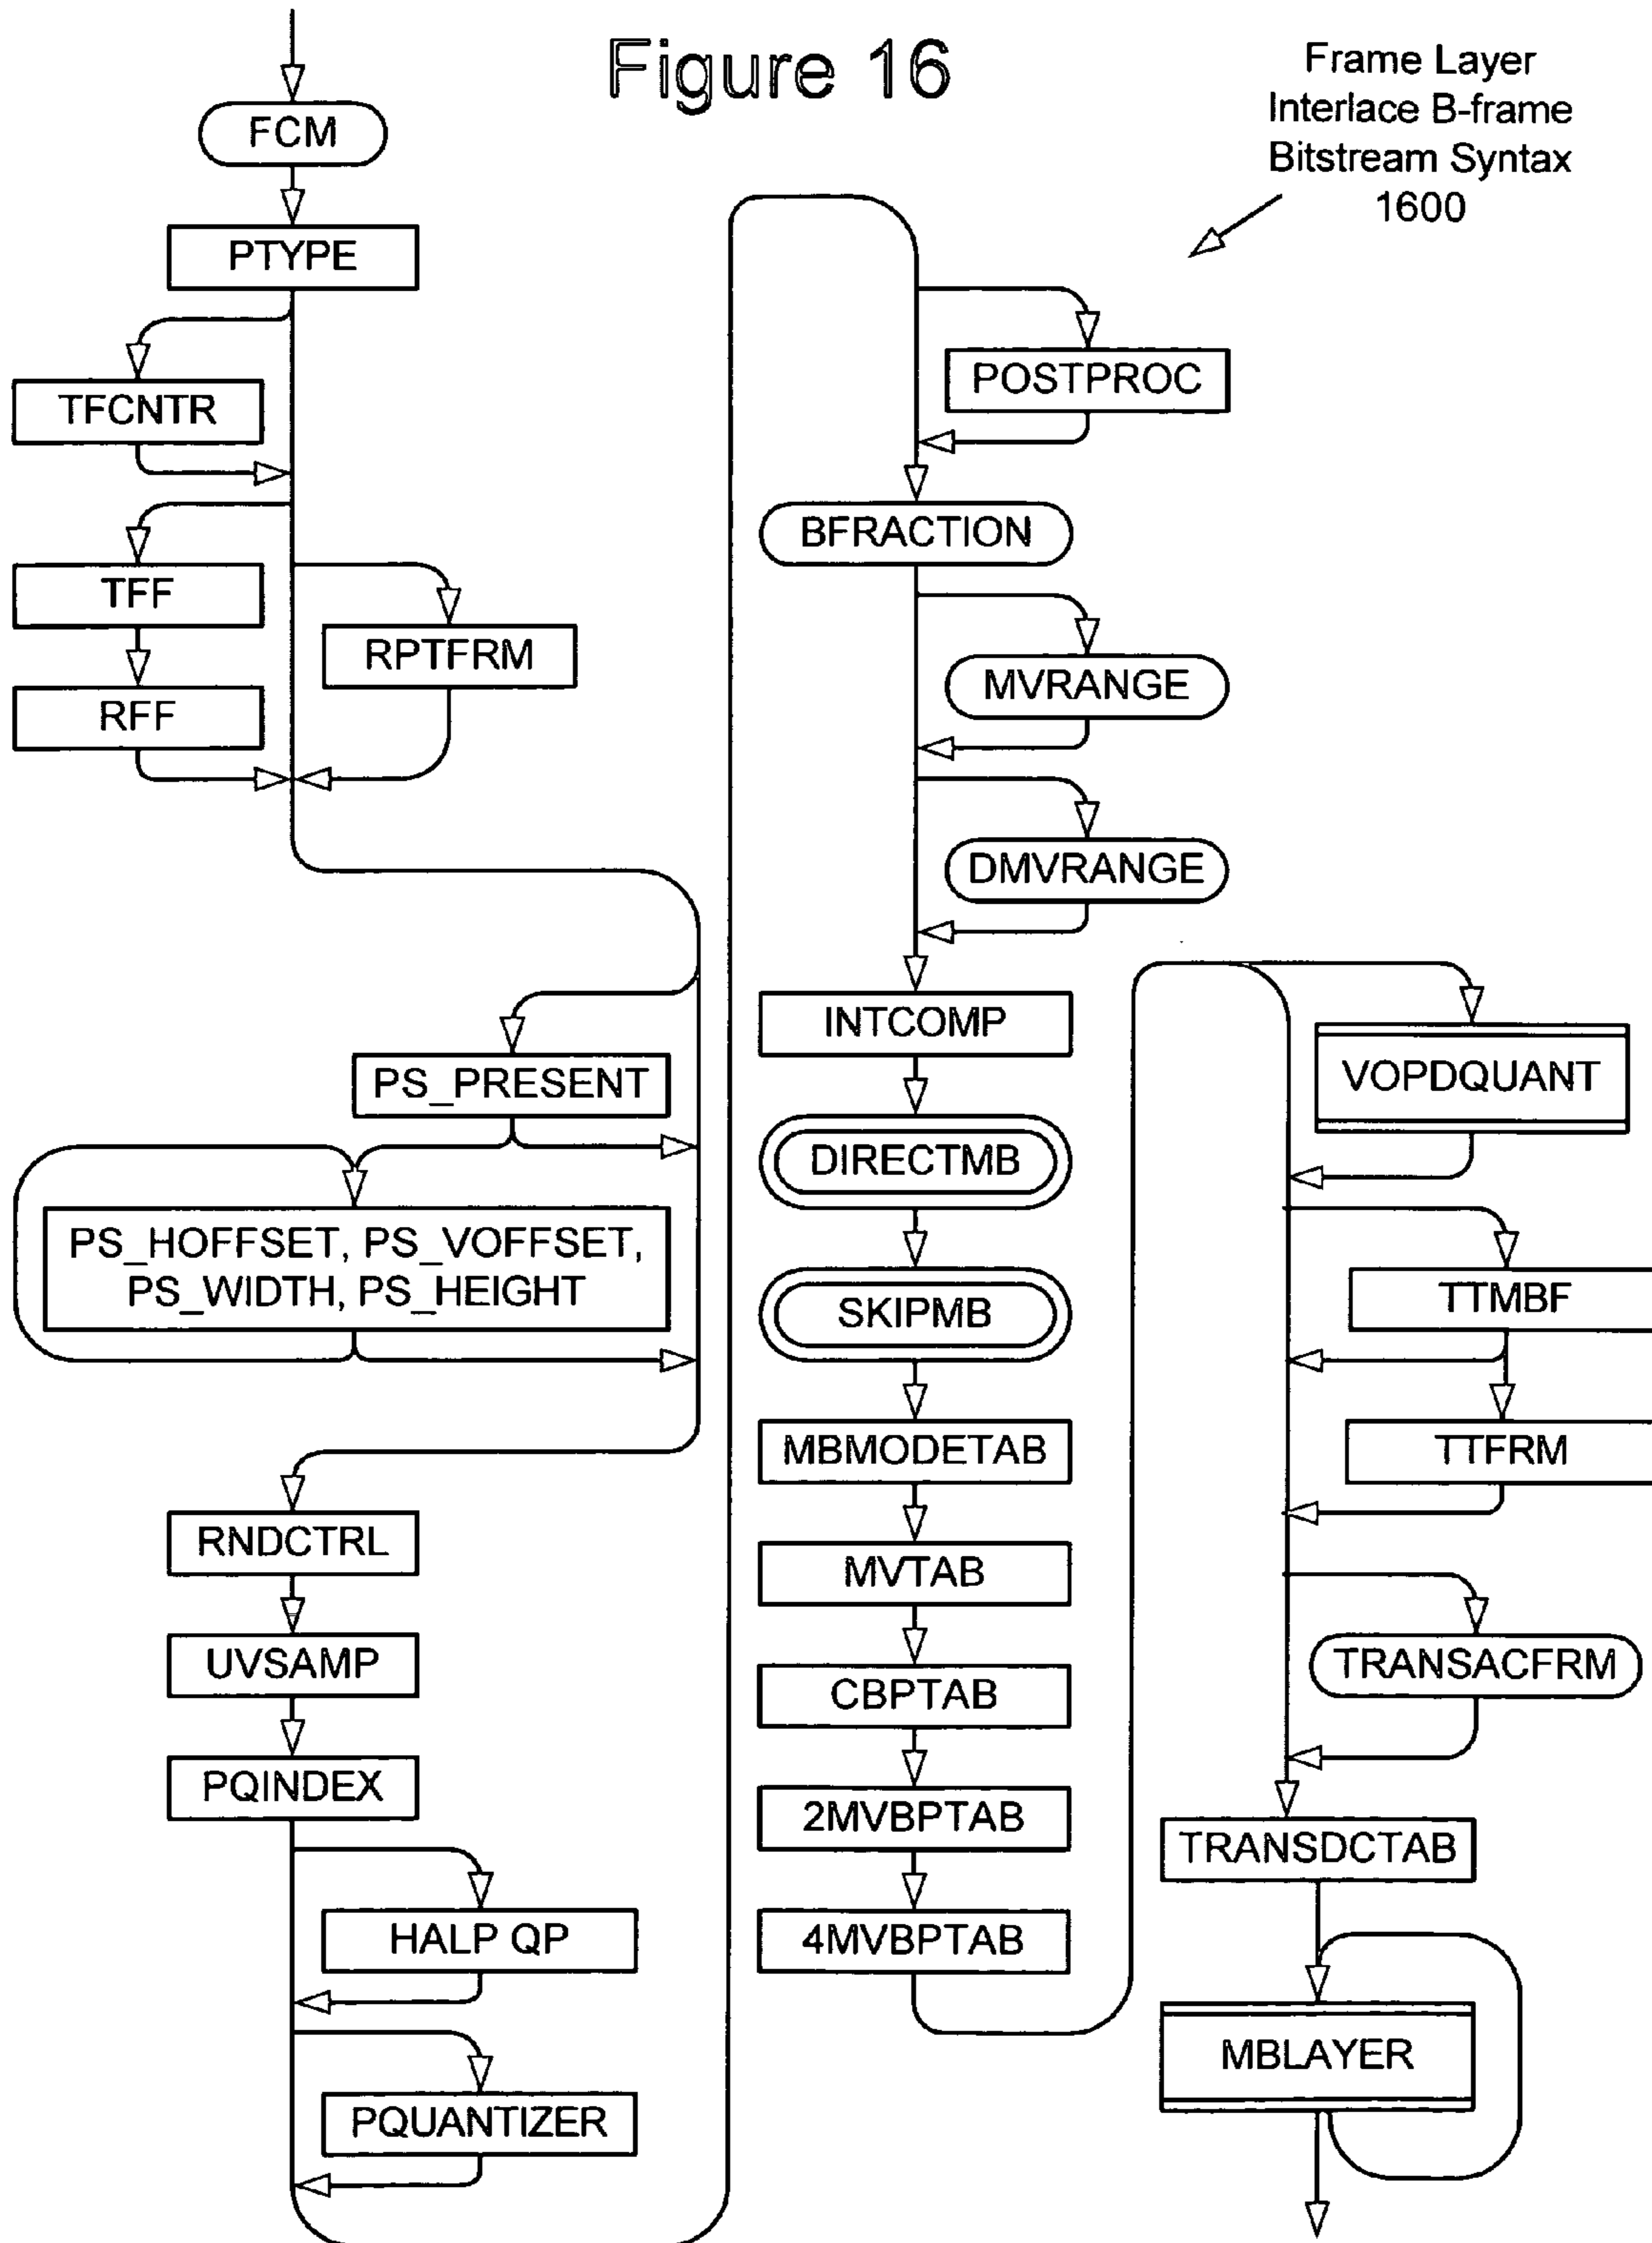 Figure 16
Frame Layer
Interlace B-frame
Bitstream Syntax
1600
FCM
PTYPE
TFCNTR
TFF
RPTFRM
RFF
PS_PRESENT
PS_HOFFSET, PS_VOFFSET,
PS_WIDTH, PS_HEIGHT
RNDCTRL
UVSAMP
PQINDEX
HALP QP
PQUANTIZER
POSTPROC
BFRACTION
MVRANGE
DMVRANGE
INTCOMP
DIRECTMB
SKIPMB
MBMODETAB
MVTAB
CBPTAB
2MVBPTAB
4MVBPTAB
VOPDQUANT
TTMBF
TTFRM
TRANSACFRM
TRANSDCTAB
MBLAYER